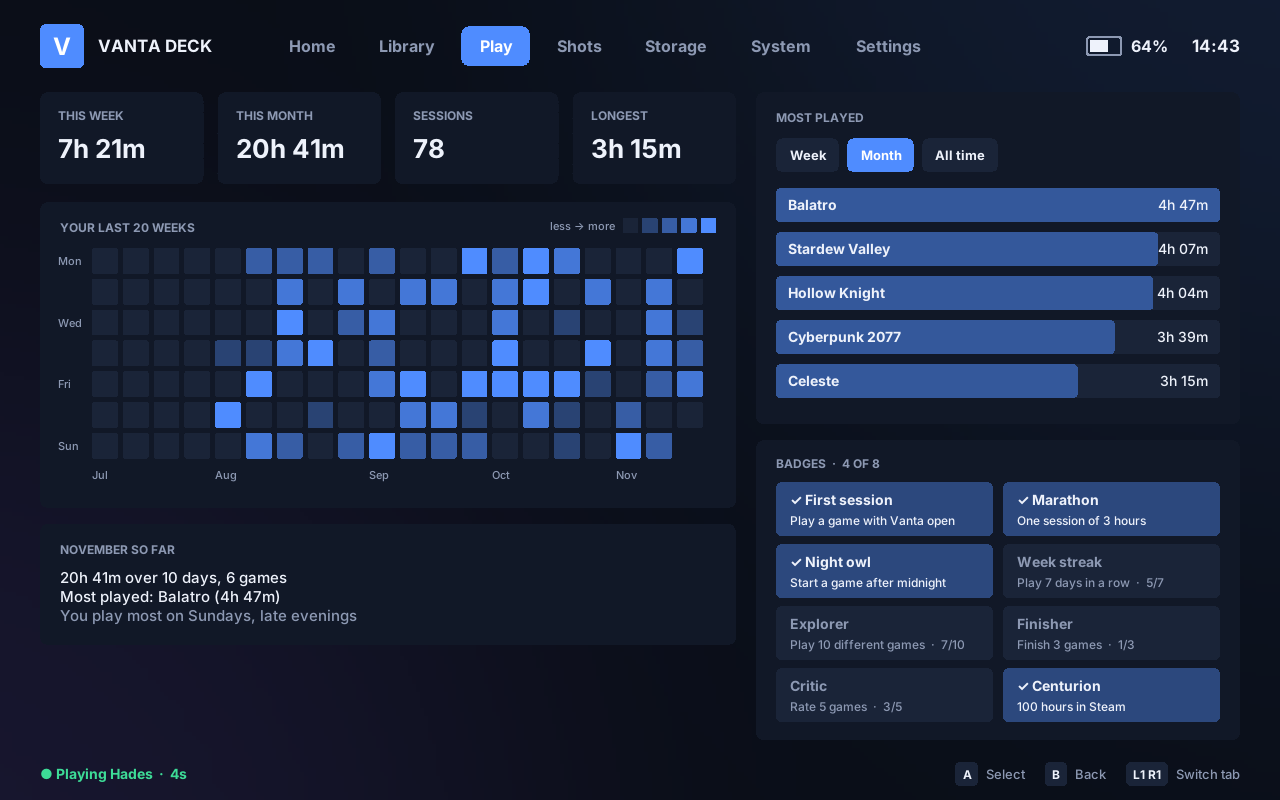 V
VANTA DECK
Home
Library
Play
Shots
Storage
System
Settings
64%
14:43
THIS WEEK
7h 21m
THIS MONTH
20h 41m
SESSIONS
78
LONGEST
3h 15m
YOUR LAST 20 WEEKS
less → more
Mon
Wed
Fri
Sun
Jul
Aug
Sep
Oct
Nov
NOVEMBER SO FAR
20h 41m over 10 days, 6 games
Most played: Balatro (4h 47m)
You play most on Sundays, late evenings
MOST PLAYED
Week
Month
All time
Balatro 4h 47m
Stardew Valley 4h 07m
Hollow Knight 4h 04m
Cyberpunk 2077 3h 39m
Celeste 3h 15m
BADGES · 4 OF 8
✓ First session
Play a game with Vanta open
✓ Marathon
One session of 3 hours
✓ Night owl
Start a game after midnight
Week streak
Play 7 days in a row · 5/7
Explorer
Play 10 different games · 7/10
Finisher
Finish 3 games · 1/3
Critic
Rate 5 games · 3/5
✓ Centurion
100 hours in Steam
Playing Hades · 4s
A Select
B Back
L1 R1 Switch tab